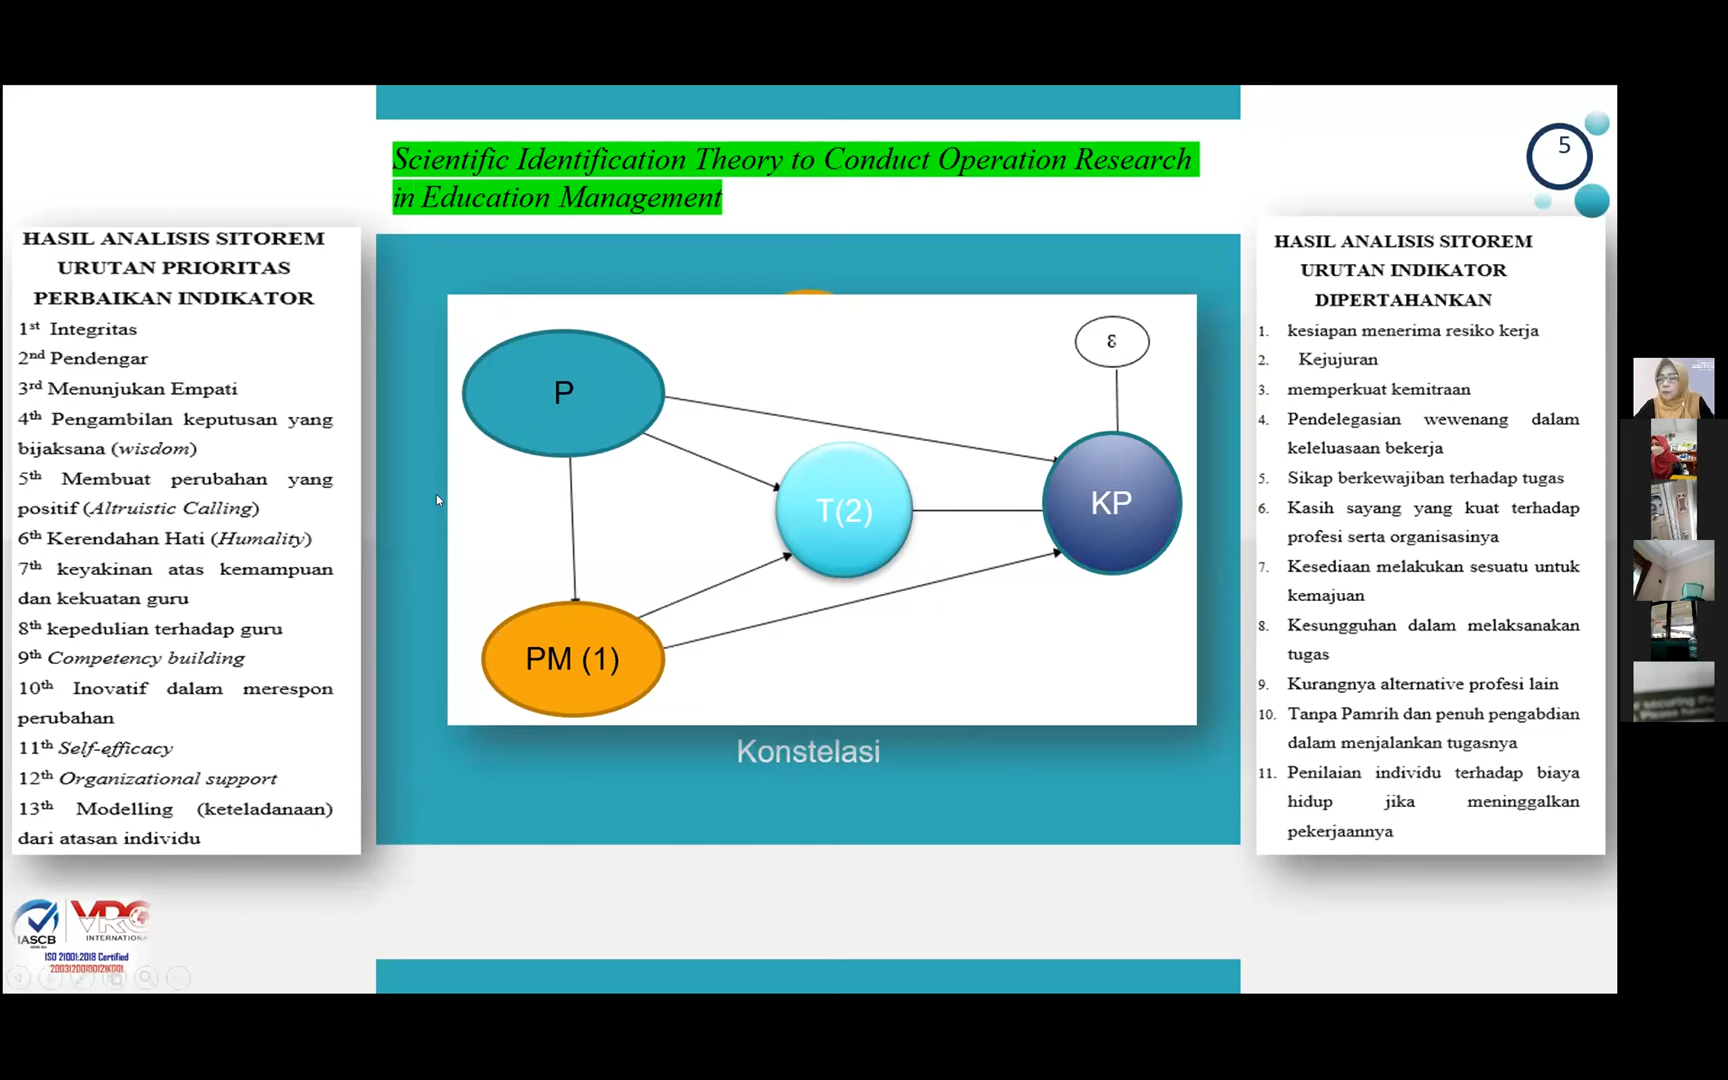 Scientific Identification Theory to Conduct Operation Research
in Education Management
5
HASIL ANALISIS SITOREM
URUTAN PRIORITAS
PERBAIKAN INDIKATOR
1st Integritas
2nd Pendengar
3rd Menunjukan Empati
4th Pengambilan keputusan yang
bijaksana (wisdom)
5th Membuat perubahan yang
positif (Altruistic Calling)
6th Kerendahan Hati (Humality)
7th keyakinan atas kemampuan
dan kekuatan guru
8th kepedulian terhadap guru
9th Competency building
10th Inovatif dalam merespon
perubahan
11th Self-efficacy
12th Organizational support
13th Modelling (keteladanaan)
dari atasan individu
P
ε
T(2)
KP
PM (1)
Konstelasi
HASIL ANALISIS SITOREM
URUTAN INDIKATOR
DIPERTAHANKAN
1. kesiapan menerima resiko kerja
2. Kejujuran
3. memperkuat kemitraan
4. Pendelegasian wewenang dalam
keleluasaan bekerja
5. Sikap berkewajiban terhadap tugas
6. Kasih sayang yang kuat terhadap
profesi serta organisasinya
7. Kesediaan melakukan sesuatu untuk
kemajuan
8. Kesungguhan dalam melaksanakan
tugas
9. Kurangnya alternative profesi lain
10. Tanpa Pamrih dan penuh pengabdian
dalam menjalankan tugasnya
11. Penilaian individu terhadap biaya
hidup jika meninggalkan
pekerjaannya
IASCB
VRC
INTERNATIONAL
ISO 21001:2018 Certified